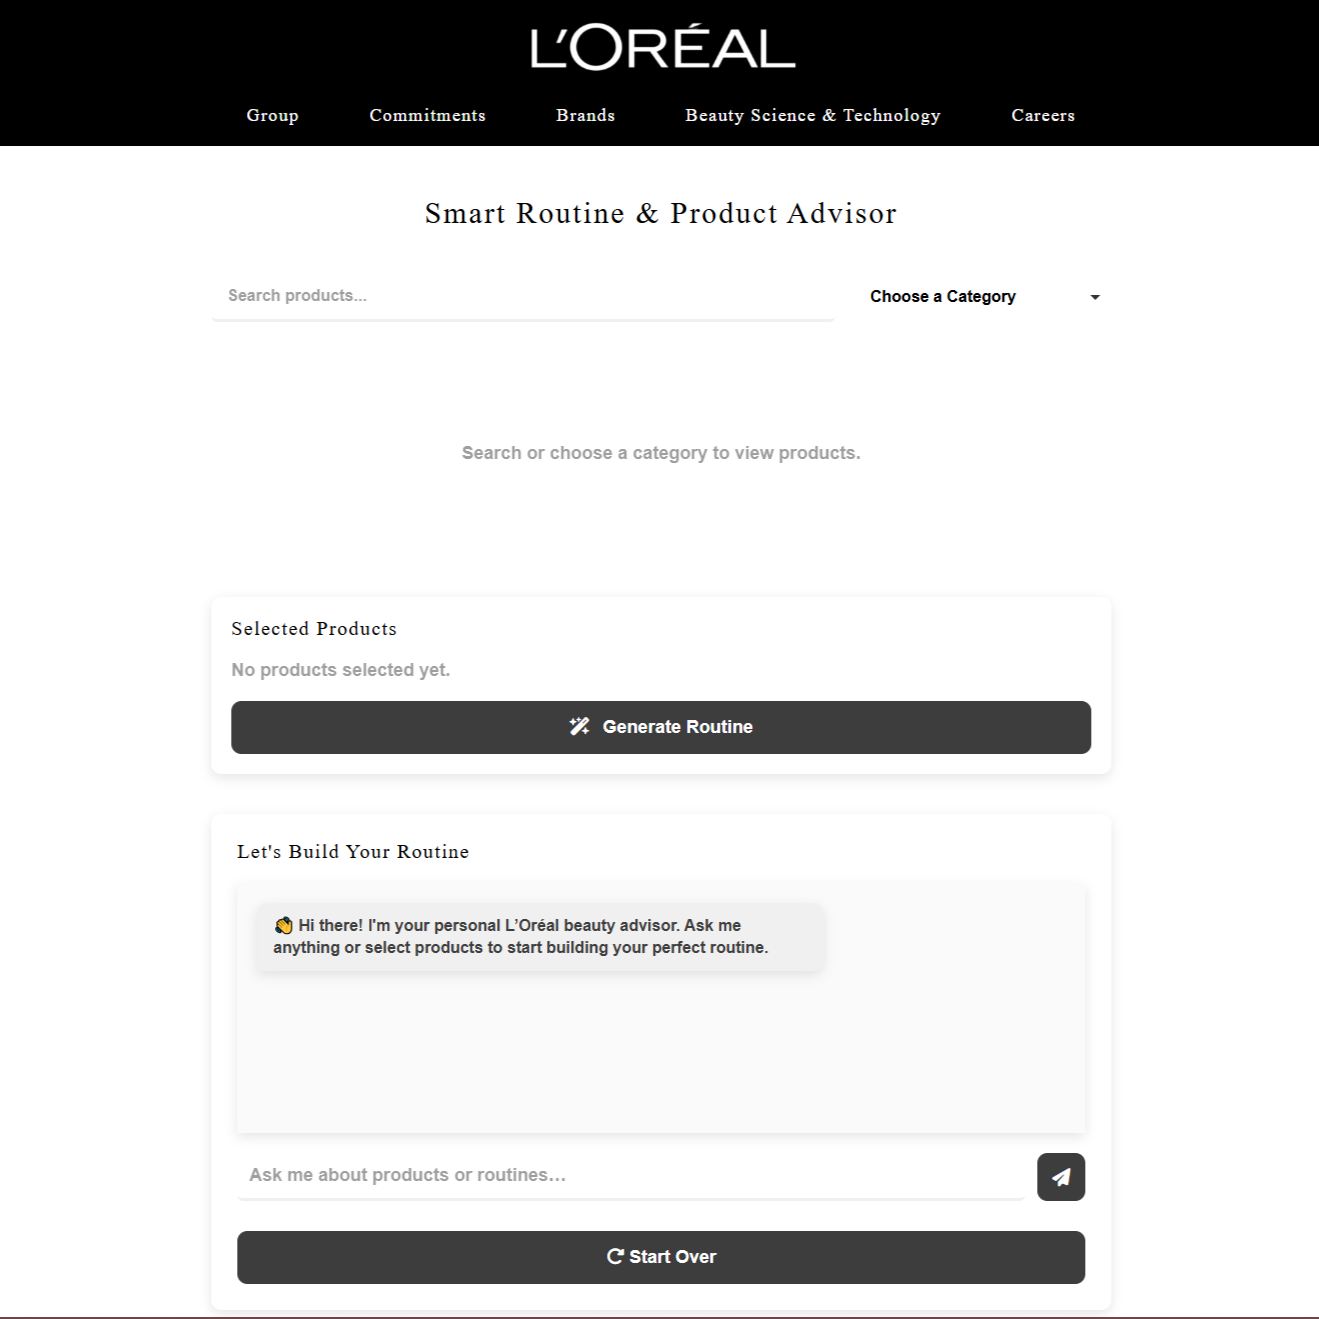 L’ORÉAL
Group Commitments Brands Beauty Science & Technology Careers
Smart Routine & Product Advisor
Search products... Choose a Category
Search or choose a category to view products.
Selected Products
No products selected yet.
Generate Routine
Let's Build Your Routine
👏 Hi there! I'm your personal L’Oréal beauty advisor. Ask me
anything or select products to start building your perfect routine.
Ask me about products or routines…
Start Over